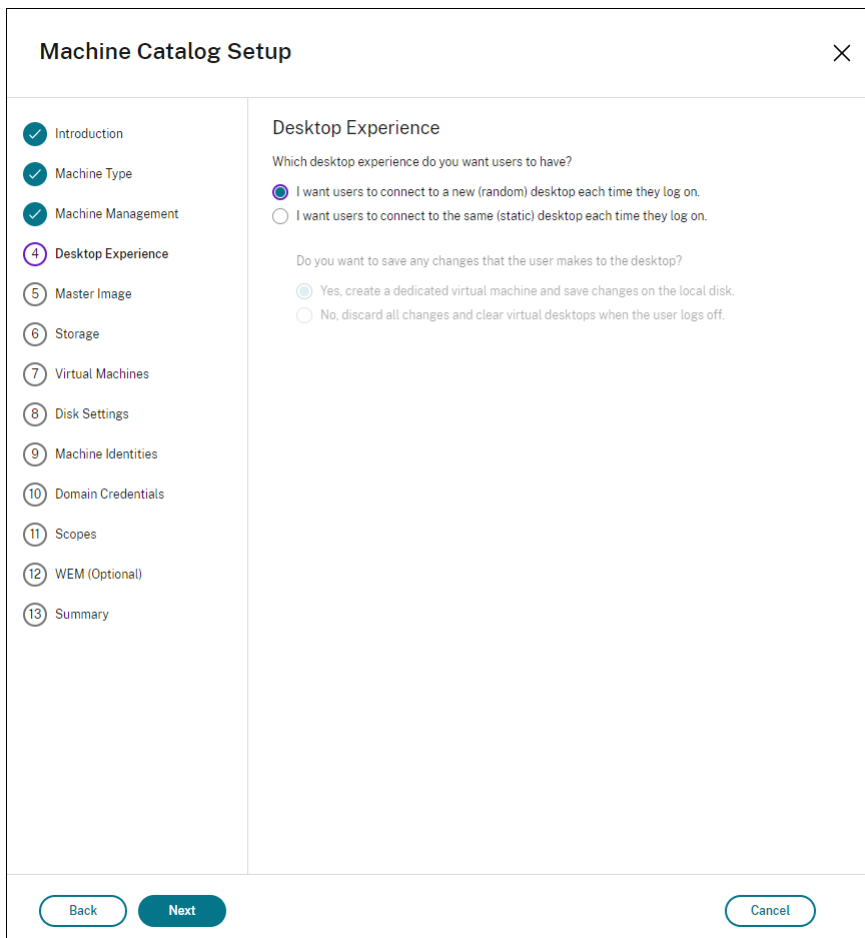 Machine Catalog Setup
Introduction
Machine Type
Machine Management
4 Desktop Experience
5 Master Image
6 Storage
7 Virtual Machines
8 Disk Settings
9 Machine Identities
10 Domain Credentials
11 Scopes
12 WEM (Optional)
13 Summary
Desktop Experience
Which desktop experience do you want users to have?
I want users to connect to a new (random) desktop each time they log on.
I want users to connect to the same (static) desktop each time they log on.
Do you want to save any changes that the user makes to the desktop?
Yes, create a dedicated virtual machine and save changes on the local disk.
No, discard all changes and clear virtual desktops when the user logs off.
Back
Next
Cancel